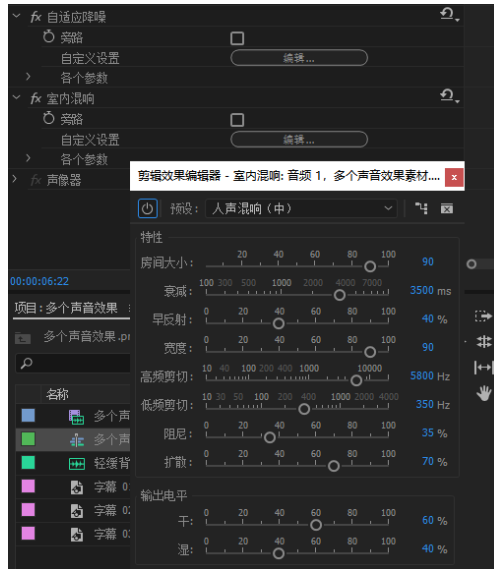 fx 自适应降噪
旁路
自定义设置 编辑...
各个参数
fx 室内混响
旁路
自定义设置 编辑...
各个参数
fx 声像器
剪辑效果编辑器 - 室内混响: 音频 1，多个声音效果素材....
预设： 人声混响（中）
特性
房间大小： 0 20 40 60 80 100 90
衰减： 100 300 500 1000 2000 4000 7000 3500 ms
早反射： 0 20 40 60 80 100 40 %
宽度： 0 20 40 60 80 100 90
高频剪切： 10 40 100 200 400 1000 10000 5800 Hz
低频剪切： 10 30 50 100 200 400 1000 2000 4000 350 Hz
阻尼： 0 20 40 60 80 100 35 %
扩散： 0 20 40 60 80 100 70 %
输出电平
干： 0 20 40 60 80 100 60 %
湿： 0 20 40 60 80 100 40 %
00:00:06:22
项目：多个声音效果
多个声音效果.pr
名称
多个声
多个声
轻缓背
字幕 0
字幕 02
字幕 03